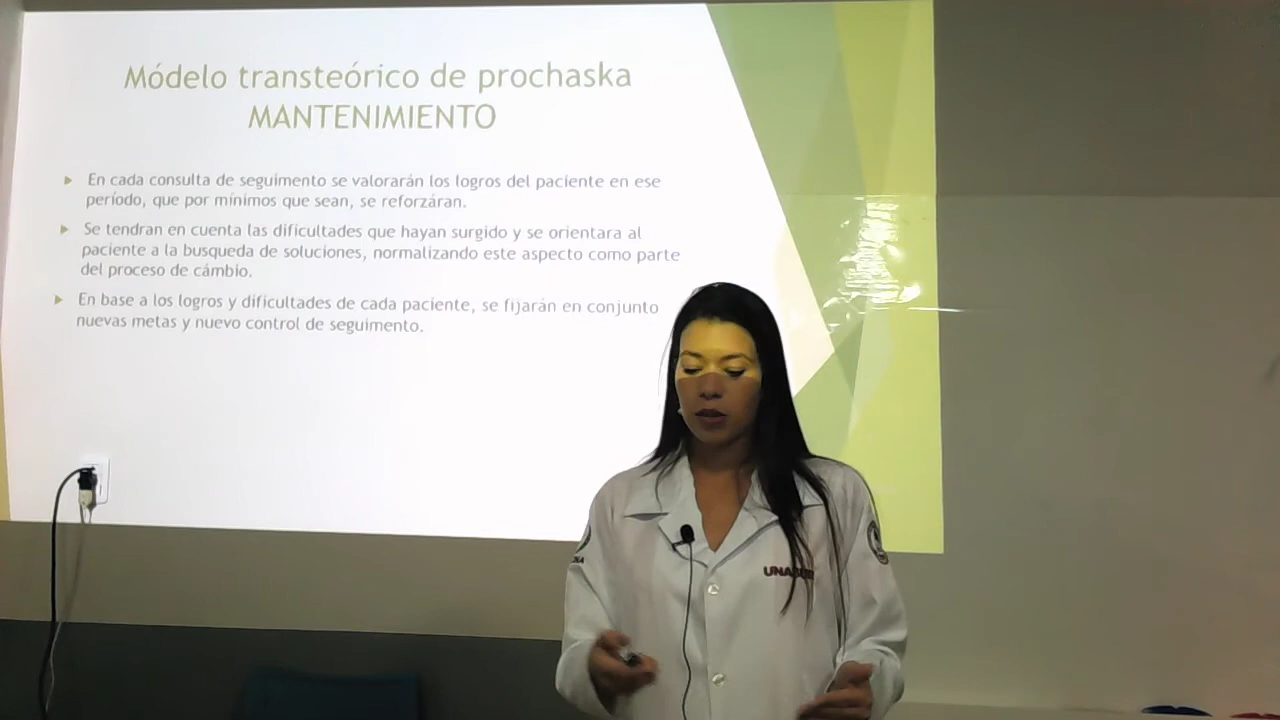 Módelo transteórico de prochaska
MANTENIMIENTO
En cada consulta de seguimento se valorarán los logros del paciente en ese
período, que por mínimos que sean, se reforzáran.
Se tendran en cuenta las dificultades que hayan surgido y se orientara al
paciente a la busqueda de soluciones, normalizando este aspecto como parte
del proceso de cámbio.
En base a los logros y dificultades de cada paciente, se fijarán en conjunto
nuevas metas y nuevo control de seguimento.